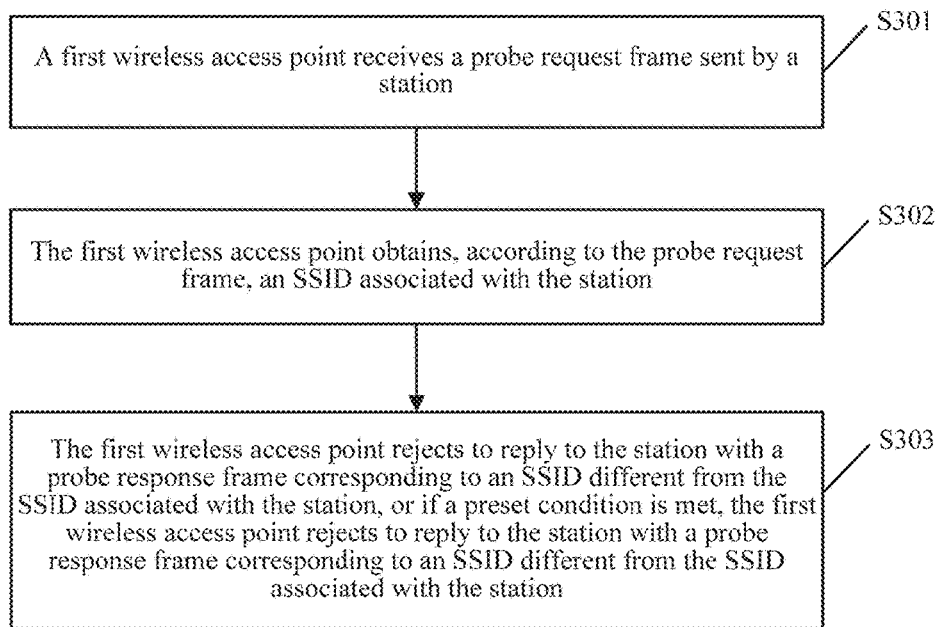 S301
A first wireless access point receives a probe request frame sent by a
station
S302
The first wireless access point obtains, according to the probe request
frame, an SSID associated with the station
S303
The first wireless access point rejects to reply to the station with a
probe response frame corresponding to an SSID different from the
SSID associated with the station, or if a preset condition is met, the first
wireless access point rejects to reply to the station with a probe
response frame corresponding to an SSID different from the SSID
associated with the station